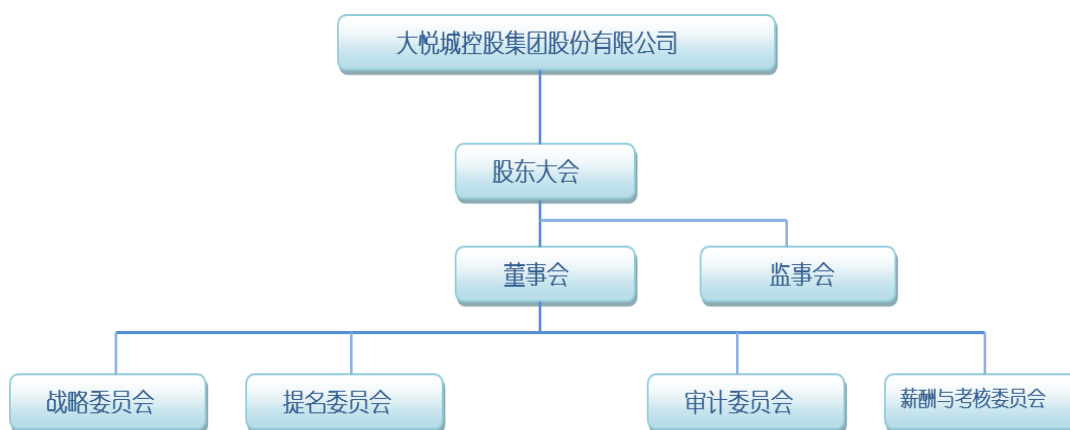 大悦城控股集团股份有限公司
股东大会
董事会
监事会
战略委员会
提名委员会
审计委员会
薪酬与考核委员会